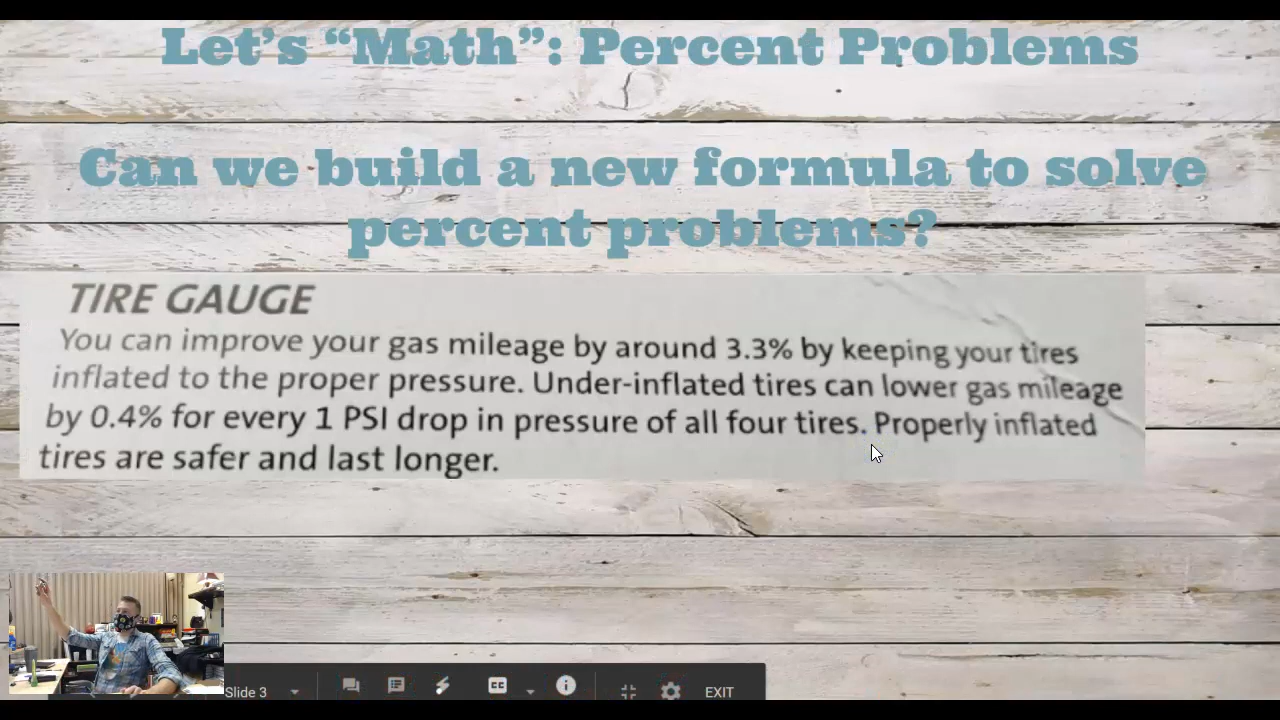 Let's “Math”: Percent Problems
Can we build a new formula to solve
percent problems?
TIRE GAUGE
You can improve your gas mileage by around 3.3% by keeping your tires
inflated to the proper pressure. Under-inflated tires can lower gas mileage
by 0.4% for every 1 PSI drop in pressure of all four tires. Properly inflated
tires are safer and last longer.
Slide 3
CC
EXIT